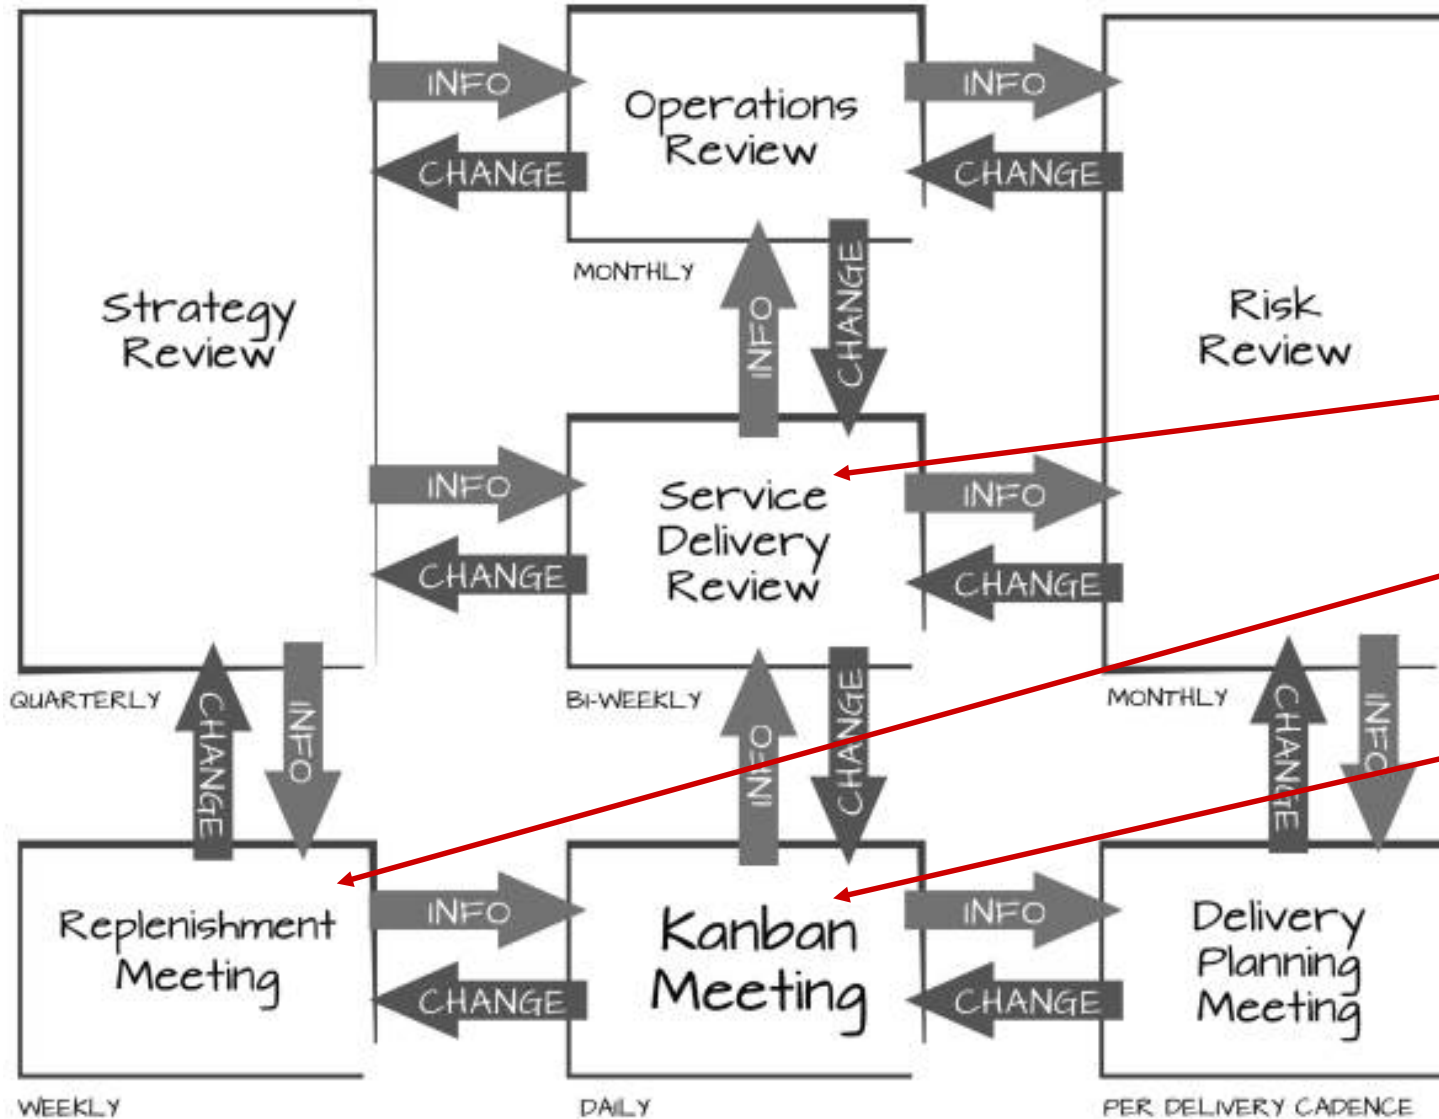 INFO
Operations
Review
INFO
CHANGE
CHANGE
MONTHLY
Strategy
Review
Risk
Review
INFO
CHANGE
INFO
Service
Delivery
Review
INFO
CHANGE
CHANGE
QUARTERLY
BI-WEEKLY
MONTHLY
CHANGE
INFO
INFO
CHANGE
CHANGE
INFO
Replenishment
Meeting
INFO
CHANGE
Kanban
Meeting
INFO
CHANGE
Delivery
Planning
Meeting
WEEKLY
DAILY
PER DELIVERY CADENCE